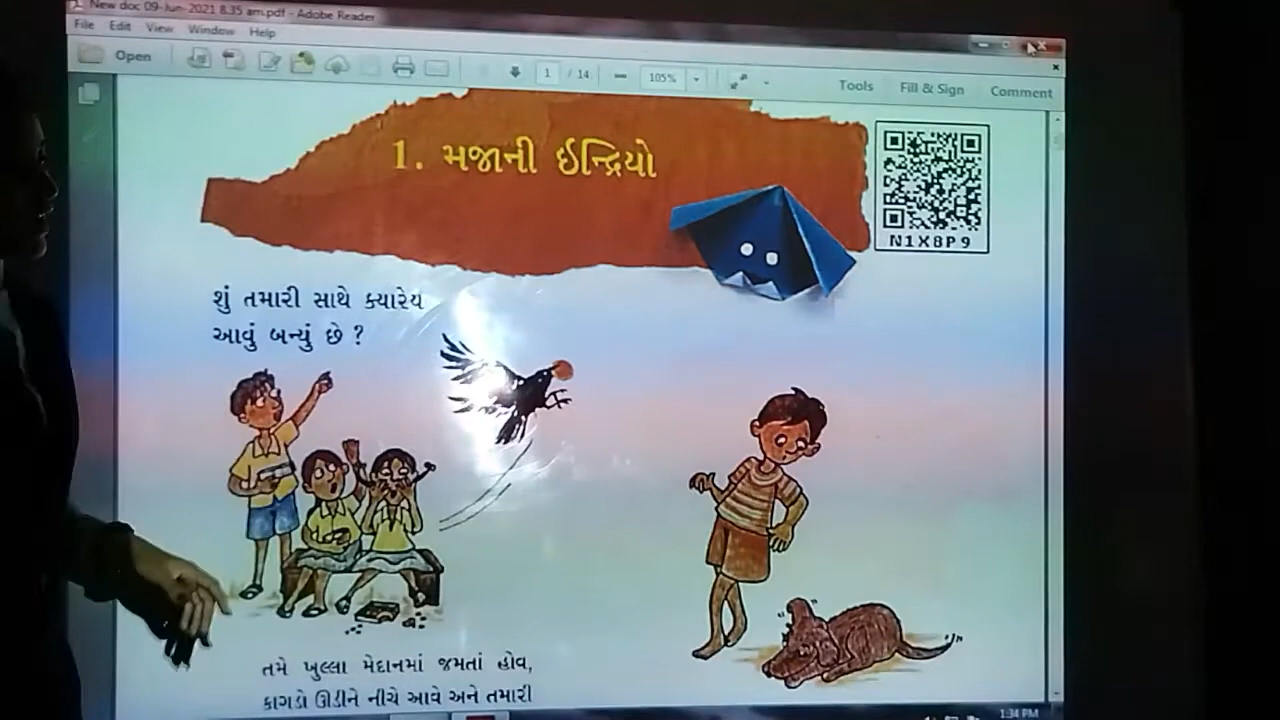 New doc 09-Jun-2021 8.35 am.pdf - Adobe Reader
File Edit View Window Help
Open 1 / 14 105% Tools Fill & Sign Comment
1. મજાની ઇન્દ્રિયો
N1X8P9
શું તમારી સાથે ક્યારેય
આવું બન્યું છે ?
તમે ખુલ્લા મેદાનમાં જમતાં હોવ,
કાગડો ઊડીને નીચે આવે અને તમારી
1:34 PM